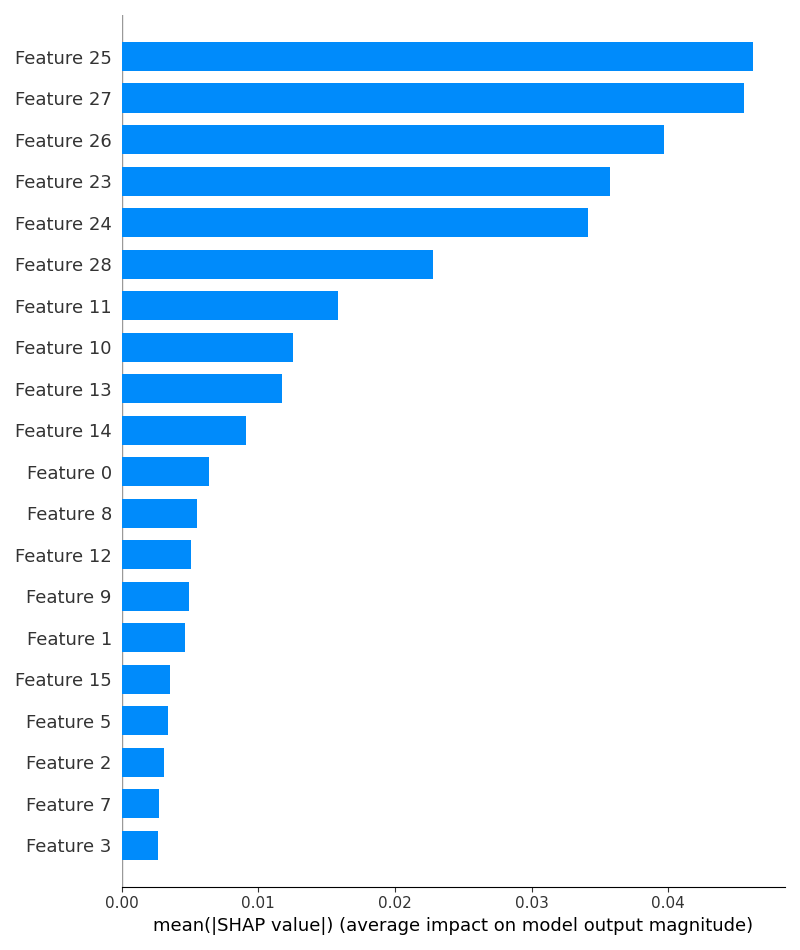 Feature 25
Feature 27
Feature 26
Feature 23
Feature 24
Feature 28
Feature 11
Feature 10
Feature 13
Feature 14
Feature 0
Feature 8
Feature 12
Feature 9
Feature 1
Feature 15
Feature 5
Feature 2
Feature 7
Feature 3
0.00 0.01 0.02 0.03 0.04
mean(|SHAP value|) (average impact on model output magnitude)